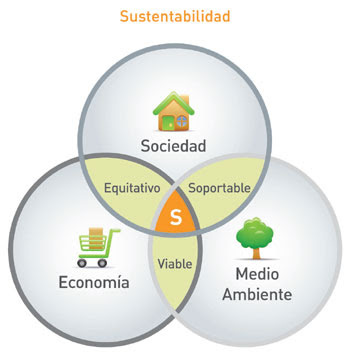 Sustentabilidad
Sociedad
Equitativo
Soportable
S
Viable
Economía
Medio
Ambiente